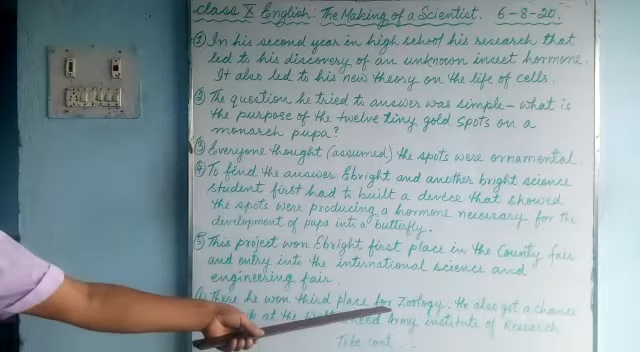 Class X English: The Making of a Scientist. 6-8-20.
① In his second year in high school his research that
led to his discovery of an unknown insect hormone.
It also led to his new theory on the life of cells.
② The question he tried to answer was simple – what is
the purpose of the twelve tiny gold spots on a
monarch pupa?
③ Everyone thought (assumed) the spots were ornamental.
④ To find the answer Ebright and another bright science
student first had to built a device that showed
the spots were producing a hormone necessary for the
development of pupa into a butterfly.
⑤ This project won Ebright first place in the County fair
and entry into the international science and
engineering fair.
There he won third place for Zoology. He also got a chance
at the Army institute of Research
To be cont